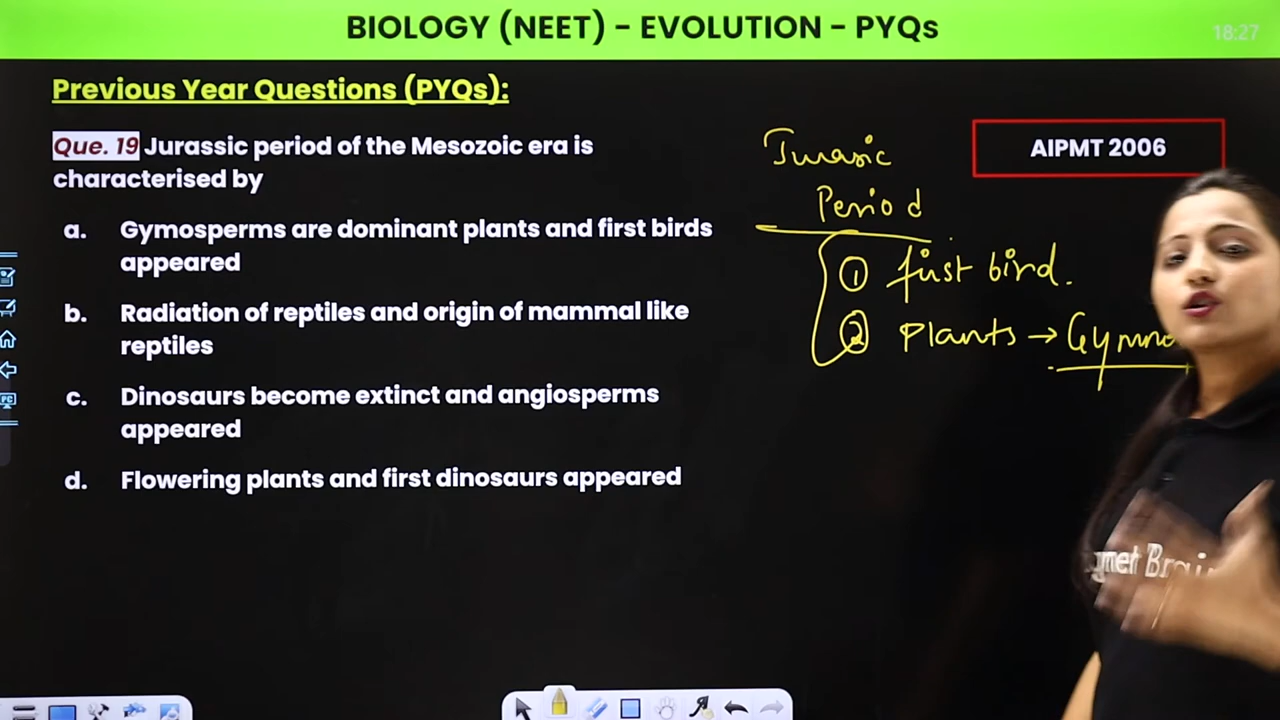 BIOLOGY (NEET) - EVOLUTION - PYQs
18:27
Previous Year Questions (PYQs):
AIPMT 2006
Que. 19 Jurassic period of the Mesozoic era is
characterised by
a. Gymosperms are dominant plants and first birds
appeared
b. Radiation of reptiles and origin of mammal like
reptiles
c. Dinosaurs become extinct and angiosperms
appeared
d. Flowering plants and first dinosaurs appeared
Jurasic
Period
① first bird.
② Plants → Gymno
PC